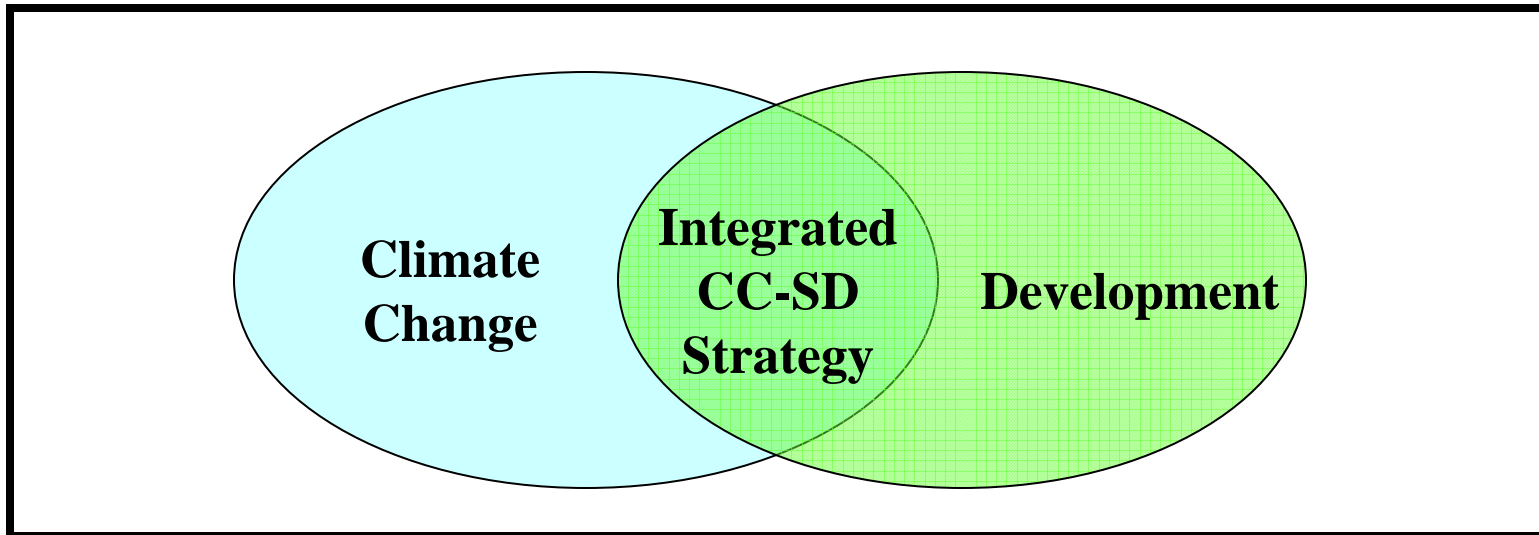 Climate
Change
Integrated
CC-SD
Strategy
Development